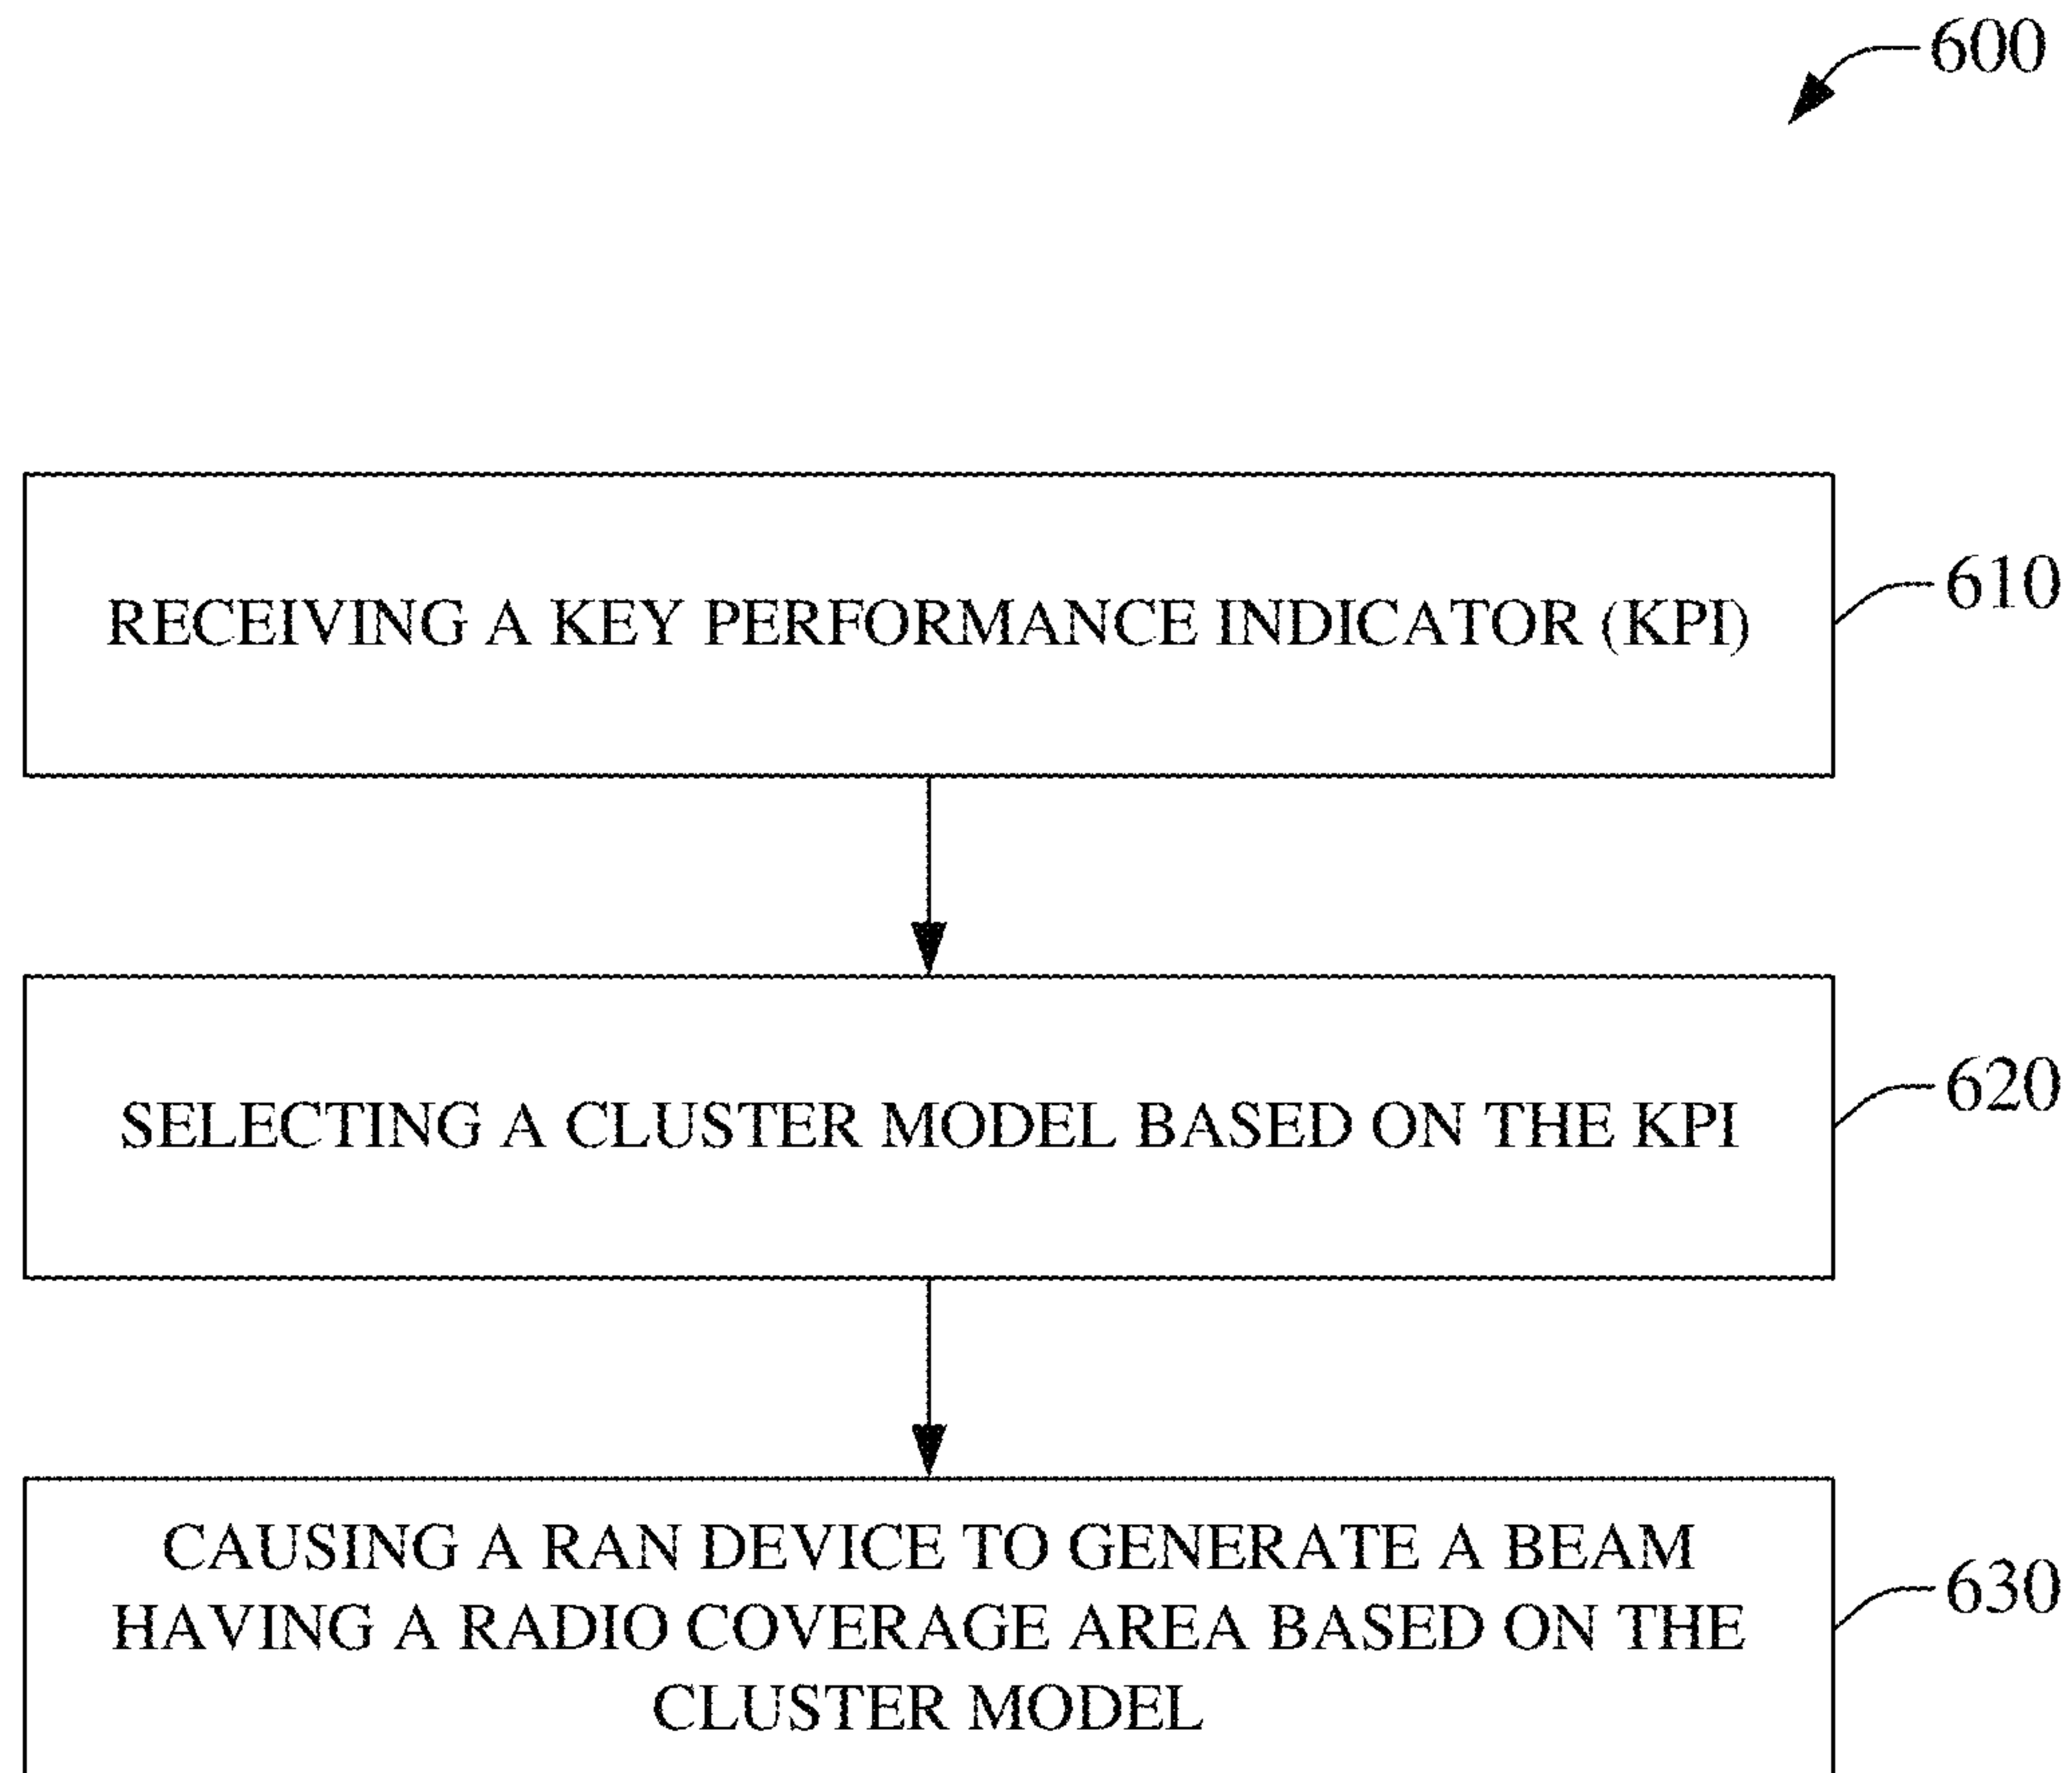 600
RECEIVING A KEY PERFORMANCE INDICATOR (KPI)
610
SELECTING A CLUSTER MODEL BASED ON THE KPI
620
CAUSING A RAN DEVICE TO GENERATE A BEAM
HAVING A RADIO COVERAGE AREA BASED ON THE
CLUSTER MODEL
630